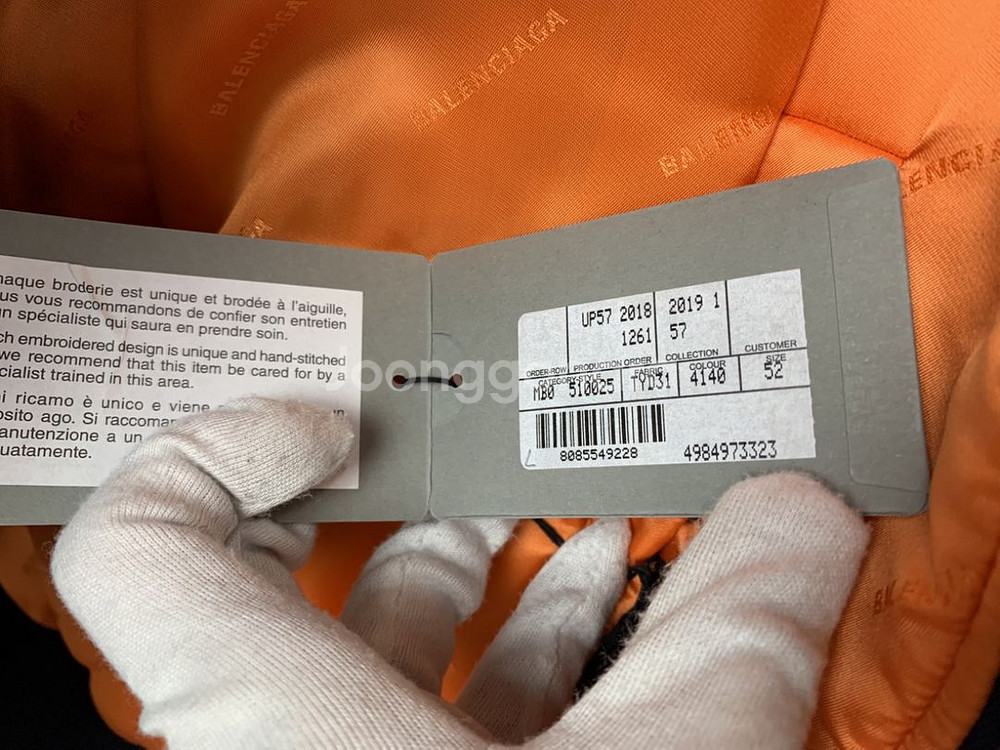 BALENCIAGA
BALENCIAGA
BALENCIAGA
haque broderie est unique et brodée à l'aiguille,
us vous recommandons de confier son entretien
un spécialiste qui saura en prendre soin.
ch embroidered design is unique and hand-stitched
we recommend that this item be cared for by a
cialist trained in this area.
ni ricamo è unico e viene
osito ago. Si raccoma
anutenzione a un
uatamente.
UP57 2018 2019 1
1261 57
ORDER-ROW PRODUCTION ORDER COLLECTION CUSTOMER
CATEGORY STYLE FABRIC COLOUR SIZE
MB0 510025 TYD31 4140 52
8085549228 4984973323